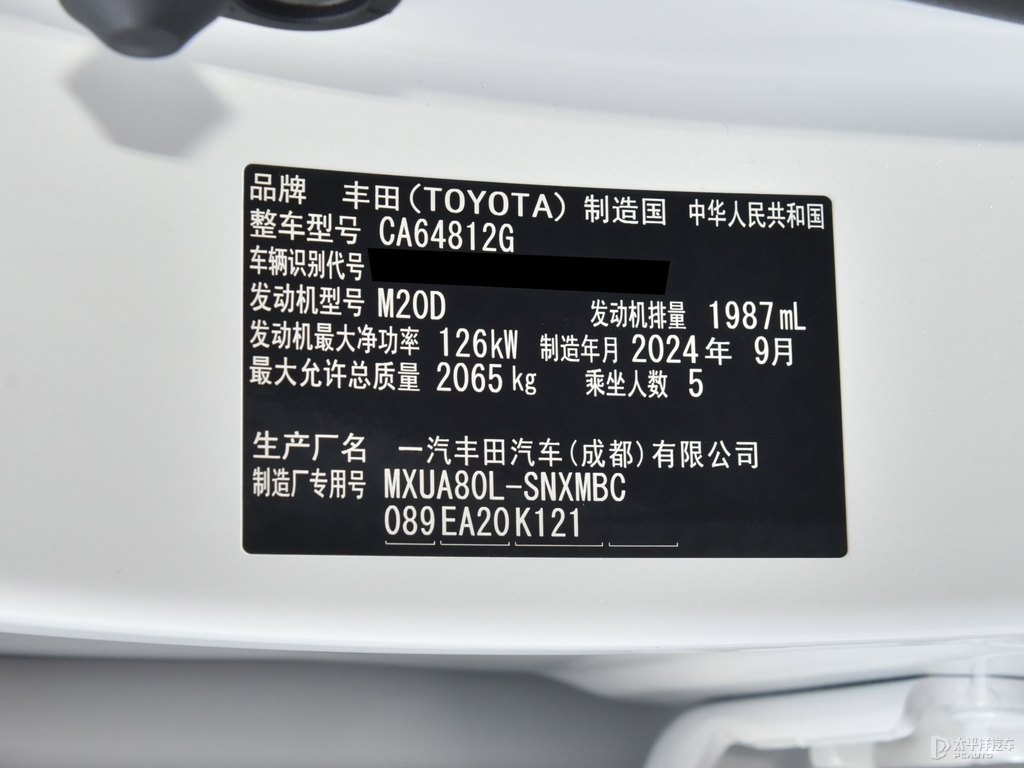 品牌 丰田(TOYOTA) 制造国 中华人民共和国
整车型号 CA64812G
车辆识别代号
发动机型号 M20D 发动机排量 1987mL
发动机最大净功率 126kW 制造年月 2024年 9月
最大允许总质量 2065kg 乘坐人数 5
生产厂名 一汽丰田汽车(成都)有限公司
制造厂专用号 MXUA80L-SNXMBC
089 EA20 K121
太平洋汽车
PCAUTO